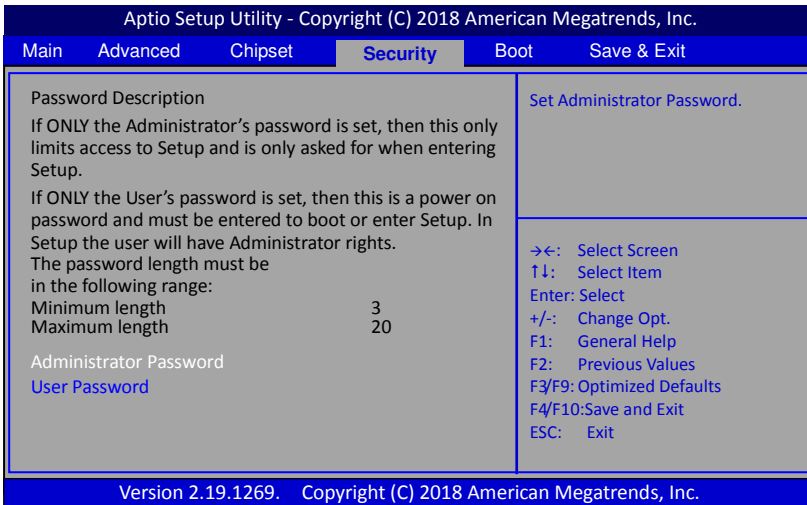 Aptio Setup Utility - Copyright (C) 2018 American Megatrends, Inc.
Main Advanced Chipset Security Boot Save & Exit
Password Description
If ONLY the Administrator's password is set, then this only
limits access to Setup and is only asked for when entering
Setup.
If ONLY the User's password is set, then this is a power on
password and must be entered to boot or enter Setup. In
Setup the user will have Administrator rights.
The password length must be
in the following range:
Minimum length 3
Maximum length 20
Administrator Password
User Password
Set Administrator Password.
→←: Select Screen
↑↓: Select Item
Enter: Select
+/-: Change Opt.
F1: General Help
F2: Previous Values
F3/F9: Optimized Defaults
F4/F10:Save and Exit
ESC: Exit
Version 2.19.1269. Copyright (C) 2018 American Megatrends, Inc.